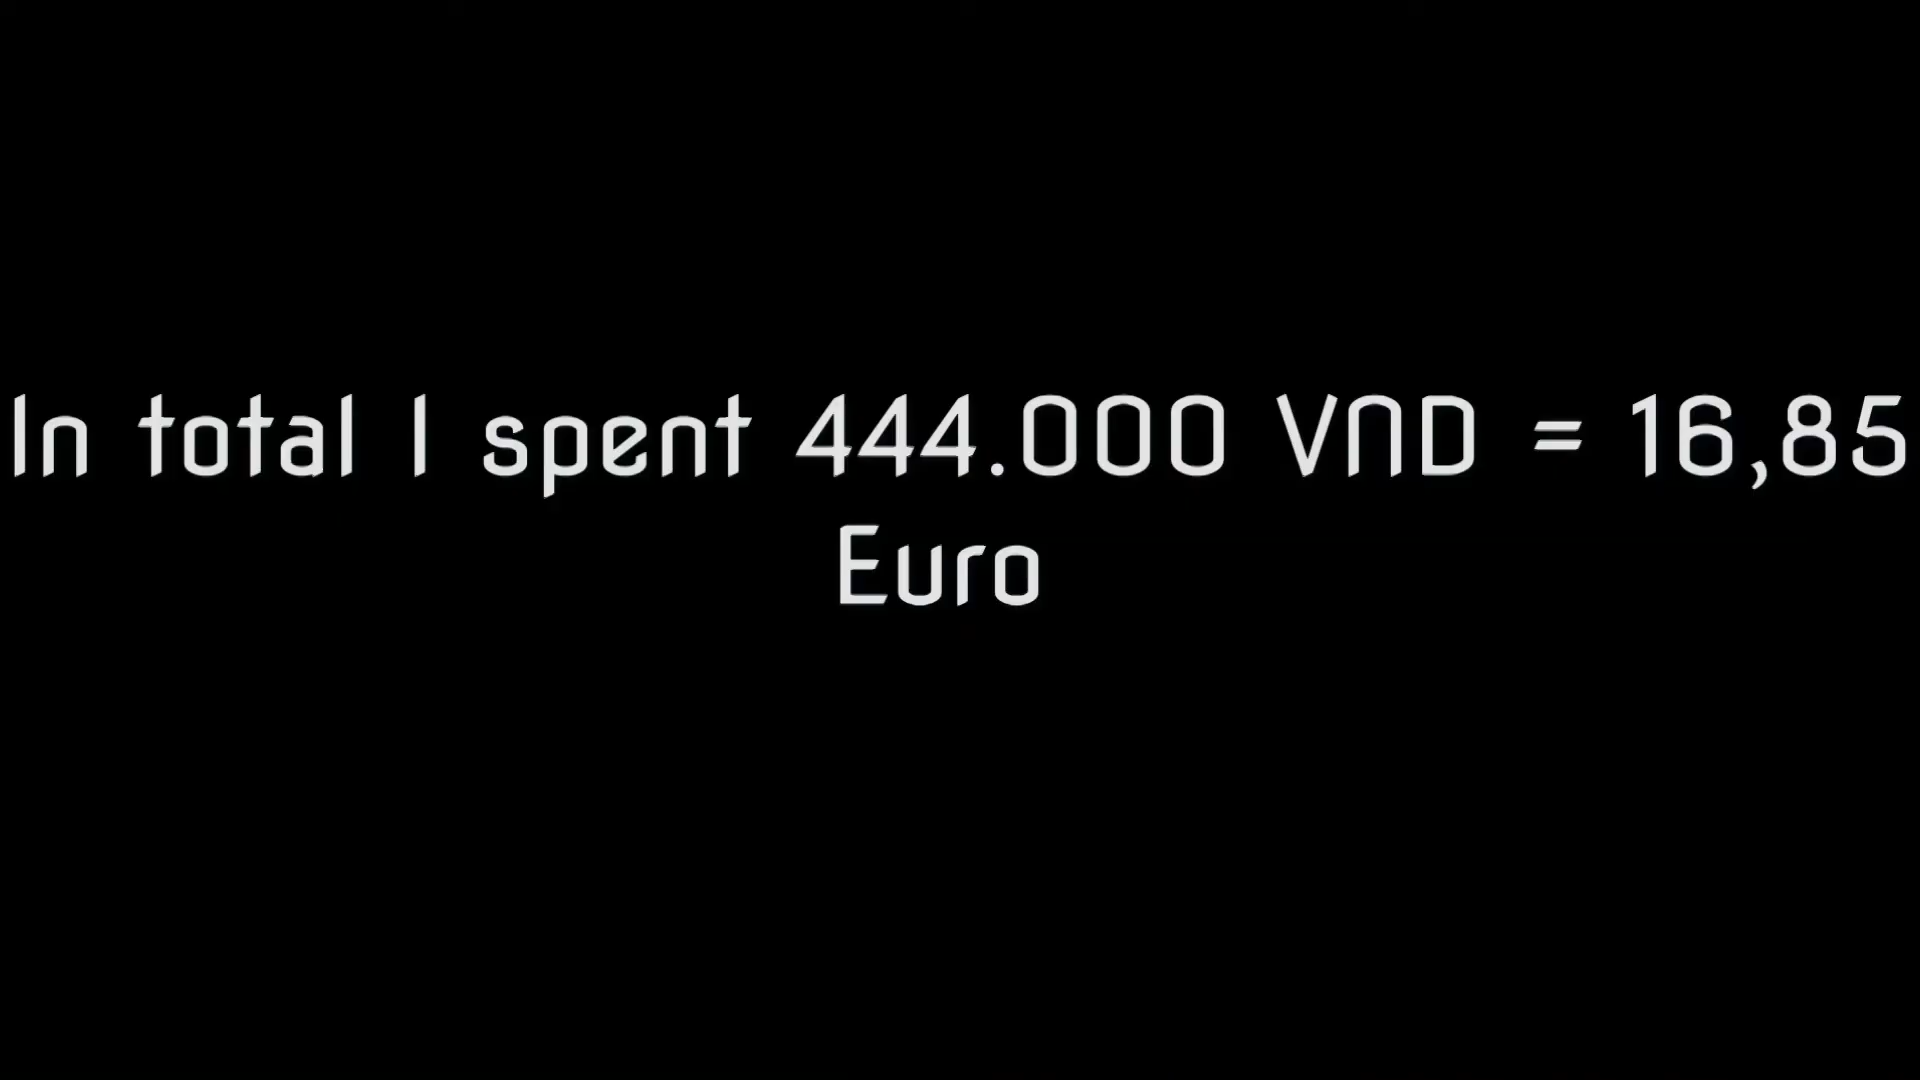 In total I spent 444.000 VND = 16,85
Euro